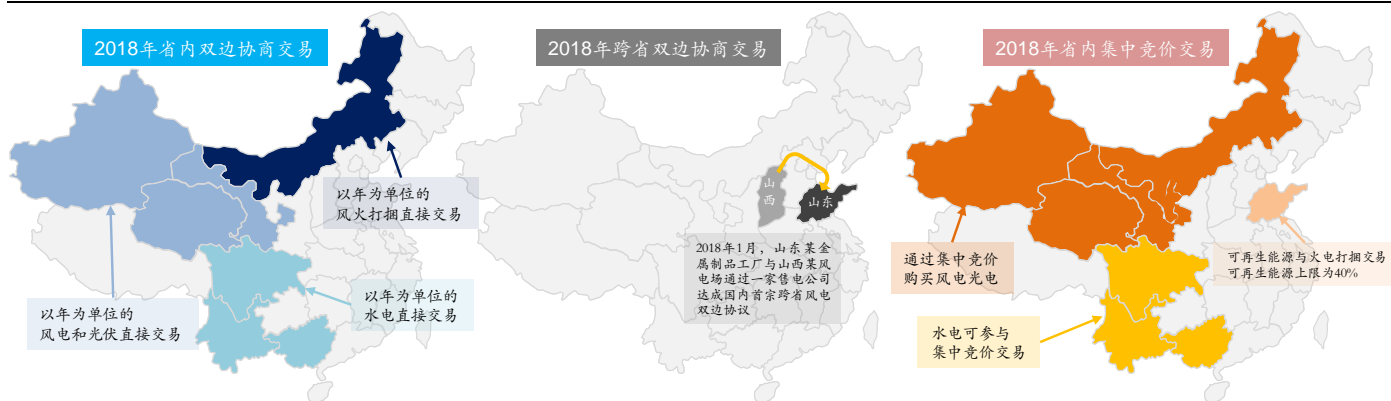 2018年省内双边协商交易
以年为单位的
风火打捆直接交易
以年为单位的
水电直接交易
以年为单位的
风电和光伏直接交易
2018年跨省双边协商交易
山
西
山东
2018年1月，山东某金
属制品工厂与山西某风
电场通过一家售电公司
达成国内首宗跨省风电
双边协议
2018年省内集中竞价交易
通过集中竞价
购买风电光电
可再生能源与火电打捆交易
可再生能源上限为40%
水电可参与
集中竞价交易